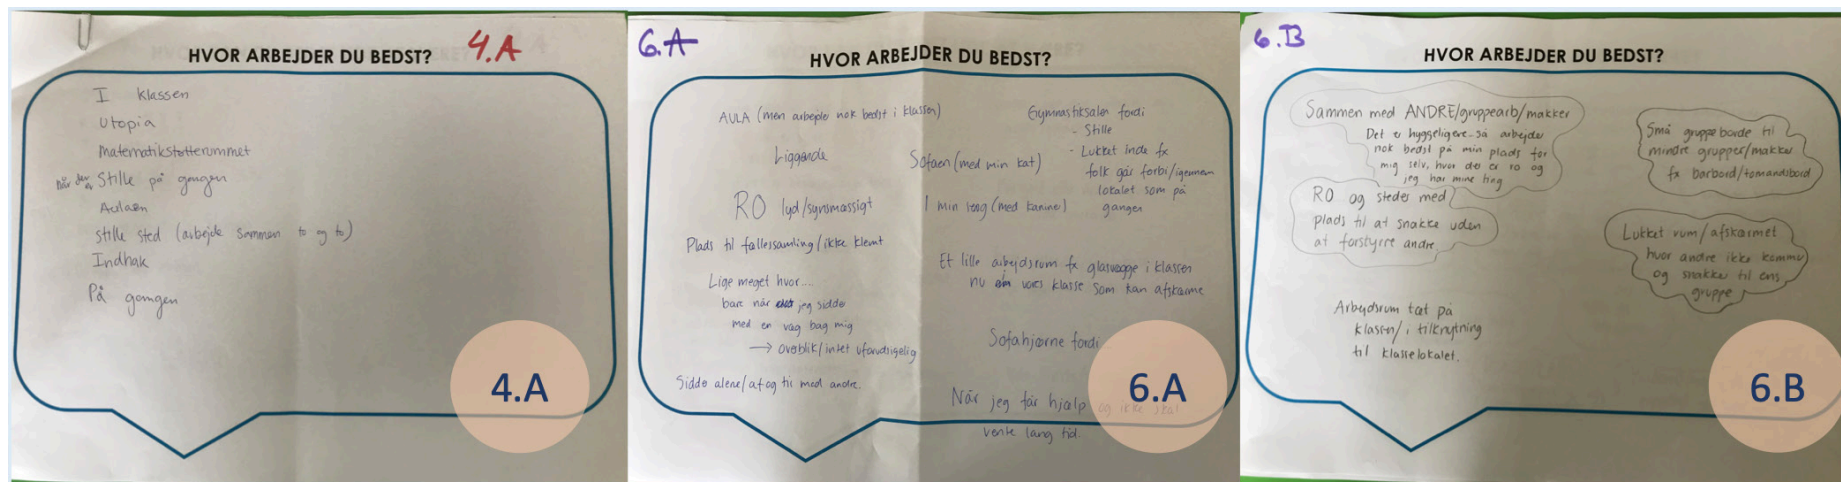 4.A
HVOR ARBEJDER DU BEDST?
I klassen
Utopia
Matematikstøtterummet
når der er Stille på gangen
Aulaen
stille sted (arbejde sammen to og to)
Indhak
På gangen
4.A
6.A
HVOR ARBEJDER DU BEDST?
AULA (men arbejder nok bedst i klassen)
Liggende
RO lyd/synsmæssigt
Plads til fællessamling/ikke klemt
Lige meget hvor....
bare når jeg sidder
med en væg bag mig
→ overblik/intet uforudsigelig
Sidde alene/af og til med andre.
Gymnastiksalen fordi
- Stille
- Lukket inde fx
folk går forbi/igennem
lokalet som på
gangen
Sofaen (med min kat)
I min seng (med kanine)
Et lille arbejdsrum fx glasvægge i klassen
nu vores klasse som kan afskærme
Sofahjørne fordi
Når jeg får hjælp og ikke skal
vente lang tid.
6.A
6.B
HVOR ARBEJDER DU BEDST?
Sammen med ANDRE/gruppearb/makker
Det er hyggeligere - så arbejder
nok bedst på min plads for
mig selv, hvor der er ro og
jeg har mine ting
RO og steder med
plads til at snakke uden
at forstyrre andre
Arbejdsrum tæt på
klassen/i tilknytning
til klasselokalet.
Små gruppeborde til
mindre grupper/makker
fx barbord/tomandsbord
Lukket rum/afskærmet
hvor andre ikke kommer
og snakker til ens
gruppe
6.B